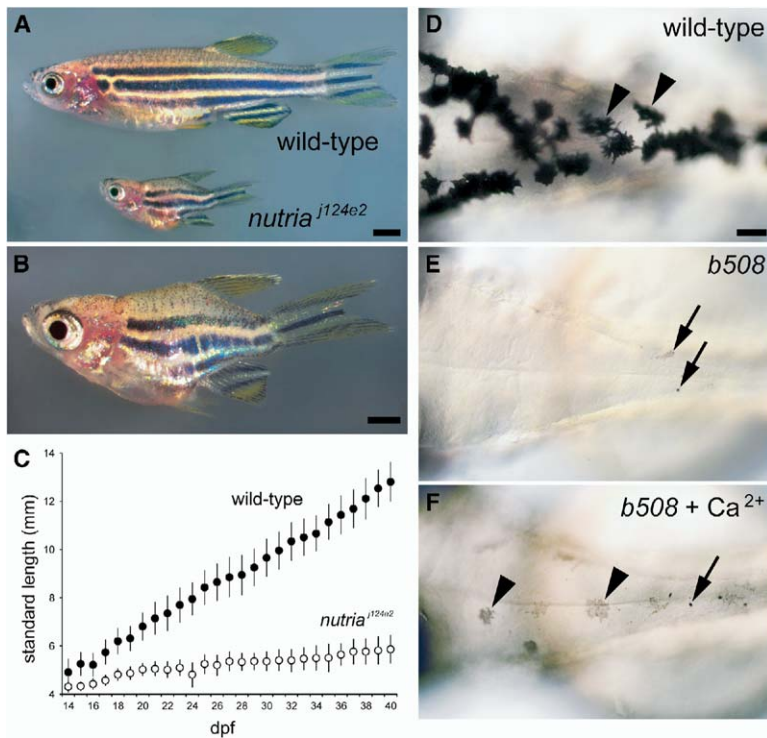 A
wild-type
nutria j124e2
B
C
standard length (mm)
14
12
10
8
6
4
wild-type
nutria j124e2
14 16 18 20 22 24 26 28 30 32 34 36 38 40
dpf
D
wild-type
E
b508
F
b508 + Ca 2+